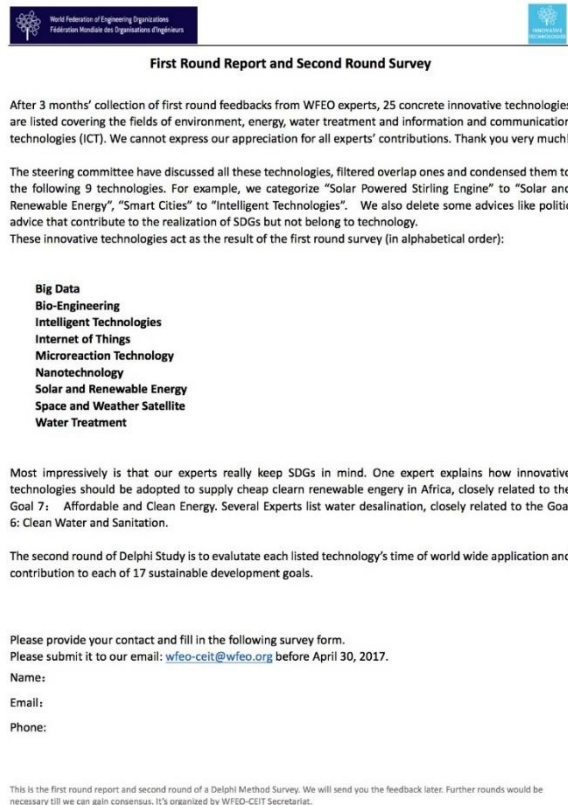 World Federation of Engineering Organizations
Fédération Mondiale des Organisations d'Ingénieurs
INNOVATIVE
TECHNOLOGIES
First Round Report and Second Round Survey
After 3 months' collection of first round feedbacks from WFEO experts, 25 concrete innovative technologies
are listed covering the fields of environment, energy, water treatment and information and communication
technologies (ICT). We cannot express our appreciation for all experts' contributions. Thank you very much!
The steering committee have discussed all these technologies, filtered overlap ones and condensed them to
the following 9 technologies. For example, we categorize "Solar Powered Stirling Engine" to "Solar and
Renewable Energy", "Smart Cities" to "Intelligent Technologies". We also delete some advices like politic
advice that contribute to the realization of SDGs but not belong to technology.
These innovative technologies act as the result of the first round survey (in alphabetical order):
Big Data
Bio-Engineering
Intelligent Technologies
Internet of Things
Microreaction Technology
Nanotechnology
Solar and Renewable Energy
Space and Weather Satellite
Water Treatment
Most impressively is that our experts really keep SDGs in mind. One expert explains how innovative
technologies should be adopted to supply cheap clearn renewable engery in Africa, closely related to the
Goal 7: Affordable and Clean Energy. Several Experts list water desalination, closely related to the Goa
6: Clean Water and Sanitation.
The second round of Delphi Study is to evalutate each listed technology's time of world wide application and
contribution to each of 17 sustainable development goals.
Please provide your contact and fill in the following survey form.
Please submit it to our email: wfeo-ceit@wfeo.org before April 30, 2017.
Name:
Email:
Phone:
This is the first round report and second round of a Delphi Method Survey. We will send you the feedback later. Further rounds would be
necessary till we can gain consensus. It's organized by WFEO-CEIT Secretariat.